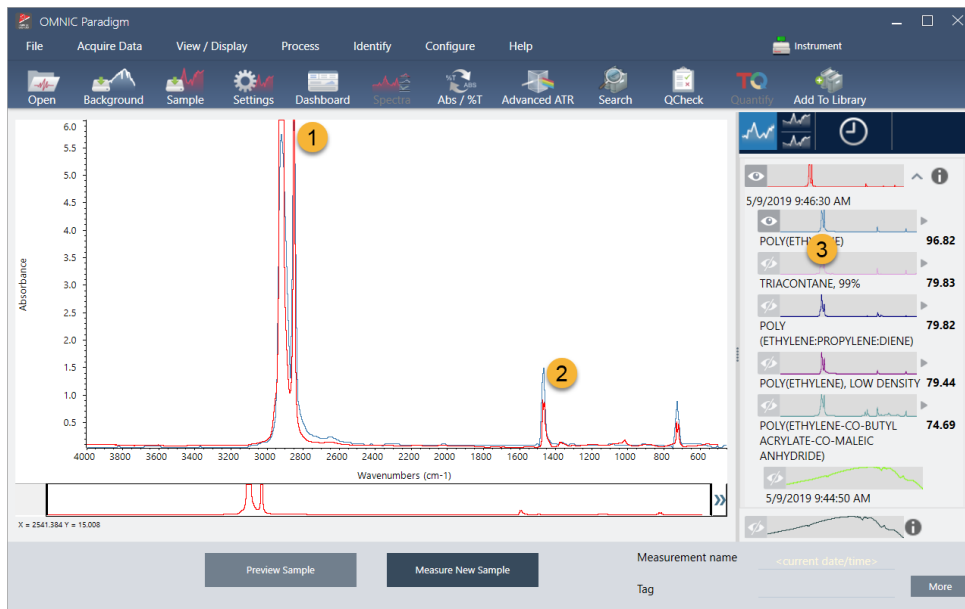 OMNIC Paradigm
File Acquire Data View / Display Process Identify Configure Help Instrument
%T ABS TQ
Open Background Sample Settings Dashboard Spectra Abs / %T Advanced ATR Search QCheck Quantify Add To Library
6.0
5.5
5.0
4.5
4.0
3.5
3.0
2.5
2.0
1.5
1.0
0.5
Absorbance
1
2
4000 3800 3600 3400 3200 3000 2800 2600 2400 2200 2000 1800 1600 1400 1200 1000 800 600
Wavenumbers (cm-1)
X = 2541.384 Y = 15.008
5/9/2019 9:46:30 AM
3
POLY(ETHYLENE) 96.82
TRIACONTANE, 99% 79.83
POLY 79.82
(ETHYLENE:PROPYLENE:DIENE)
POLY(ETHYLENE), LOW DENSITY 79.44
POLY(ETHYLENE-CO-BUTYL 74.69
ACRYLATE-CO-MALEIC
ANHYDRIDE)
5/9/2019 9:44:50 AM
Preview Sample
Measure New Sample
Measurement name <current date/time>
Tag
More